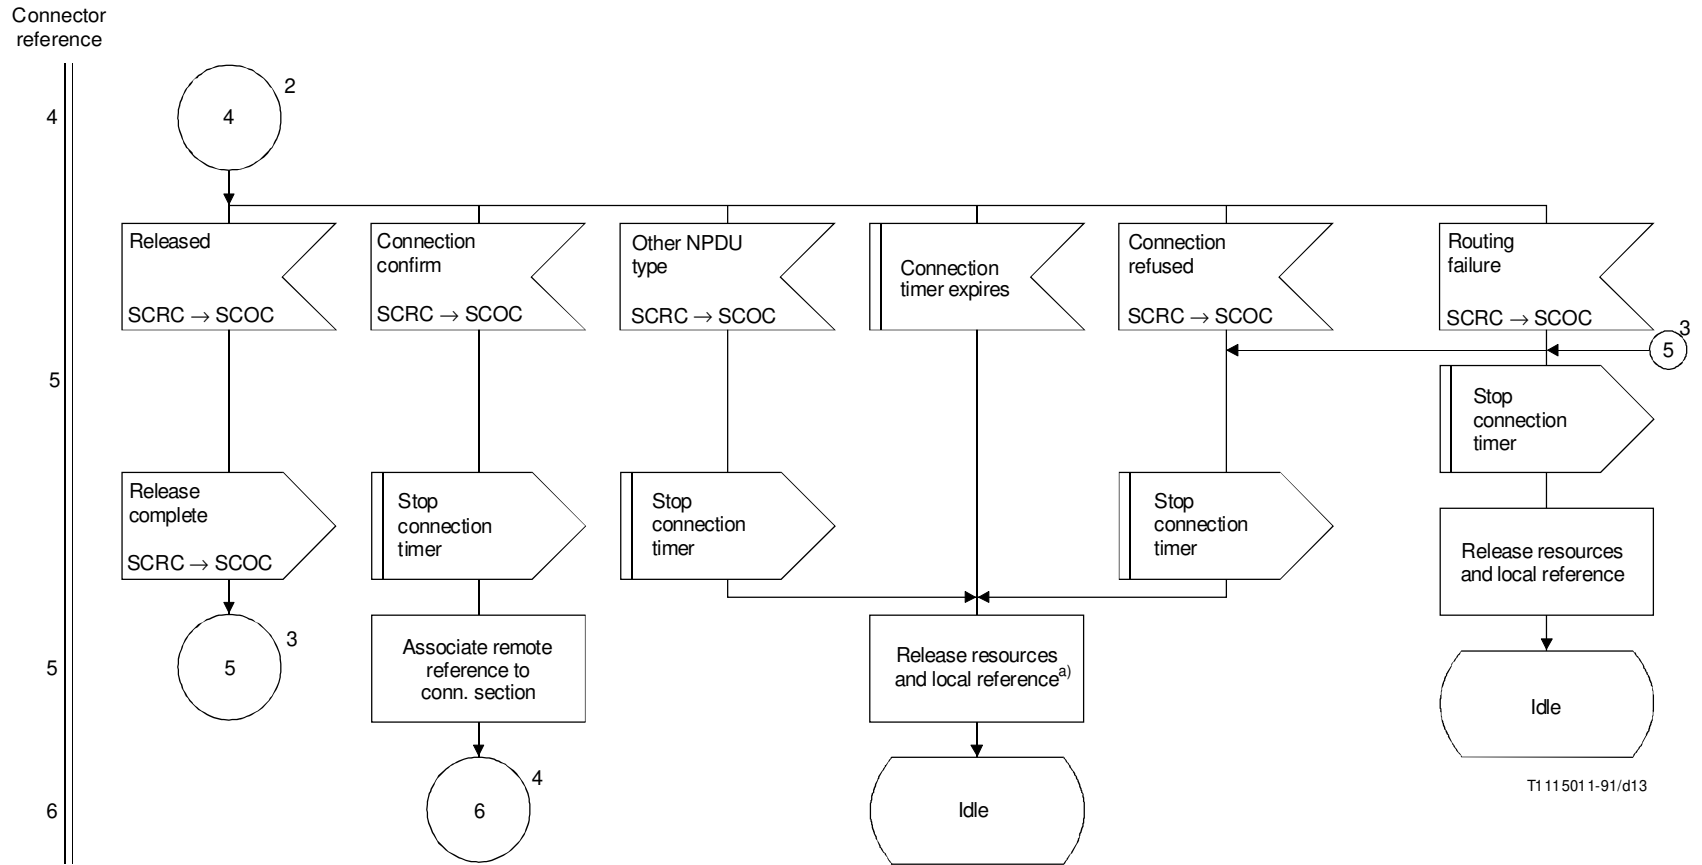 Connector
reference
4
4
2
Released
SCRC → SCOC
Connection
confirm
SCRC → SCOC
Other NPDU
type
SCRC → SCOC
Connection
timer expires
Connection
refused
SCRC → SCOC
Routing
failure
SCRC → SCOC
5
3
5
Stop
connection
timer
Release
complete
SCRC → SCOC
Stop
connection
timer
Stop
connection
timer
Stop
connection
timer
Release resources
and local reference
5
5
3
Associate remote
reference to
conn. section
Release resources
and local reference a)
Idle
6
6
4
Idle
T1115011-91/d13